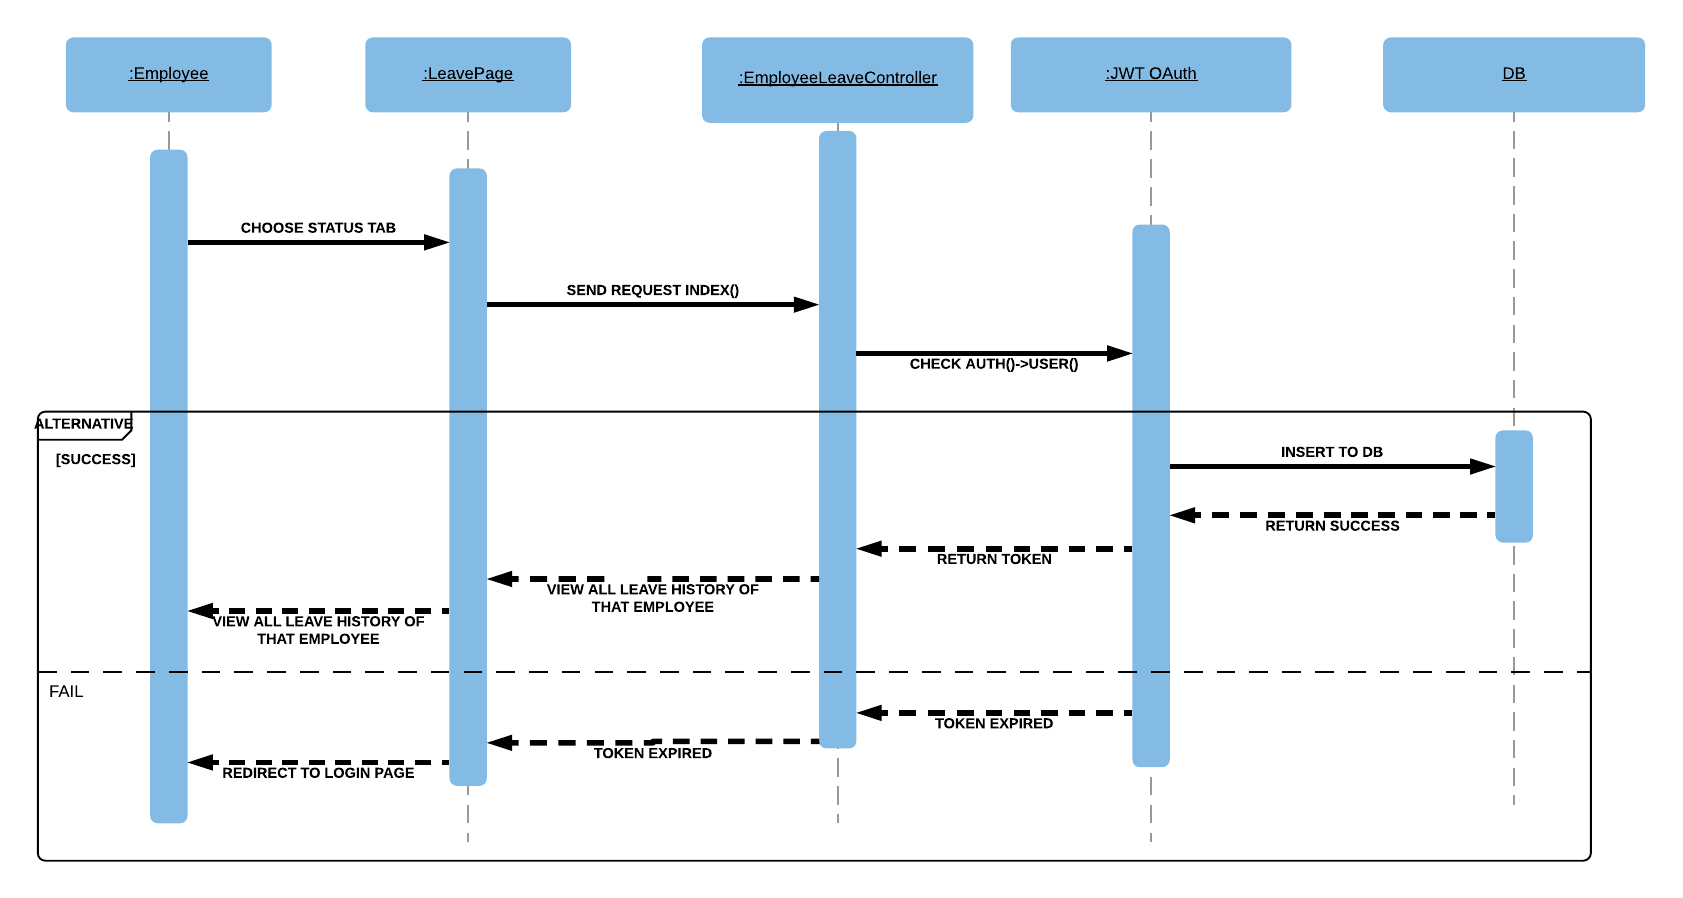 :Employee
:LeavePage
:EmployeeLeaveController
:JWT OAuth
DB
CHOOSE STATUS TAB
SEND REQUEST INDEX()
CHECK AUTH()->USER()
ALTERNATIVE
[SUCCESS]
INSERT TO DB
RETURN SUCCESS
RETURN TOKEN
VIEW ALL LEAVE HISTORY OF
THAT EMPLOYEE
VIEW ALL LEAVE HISTORY OF
THAT EMPLOYEE
FAIL
TOKEN EXPIRED
TOKEN EXPIRED
REDIRECT TO LOGIN PAGE